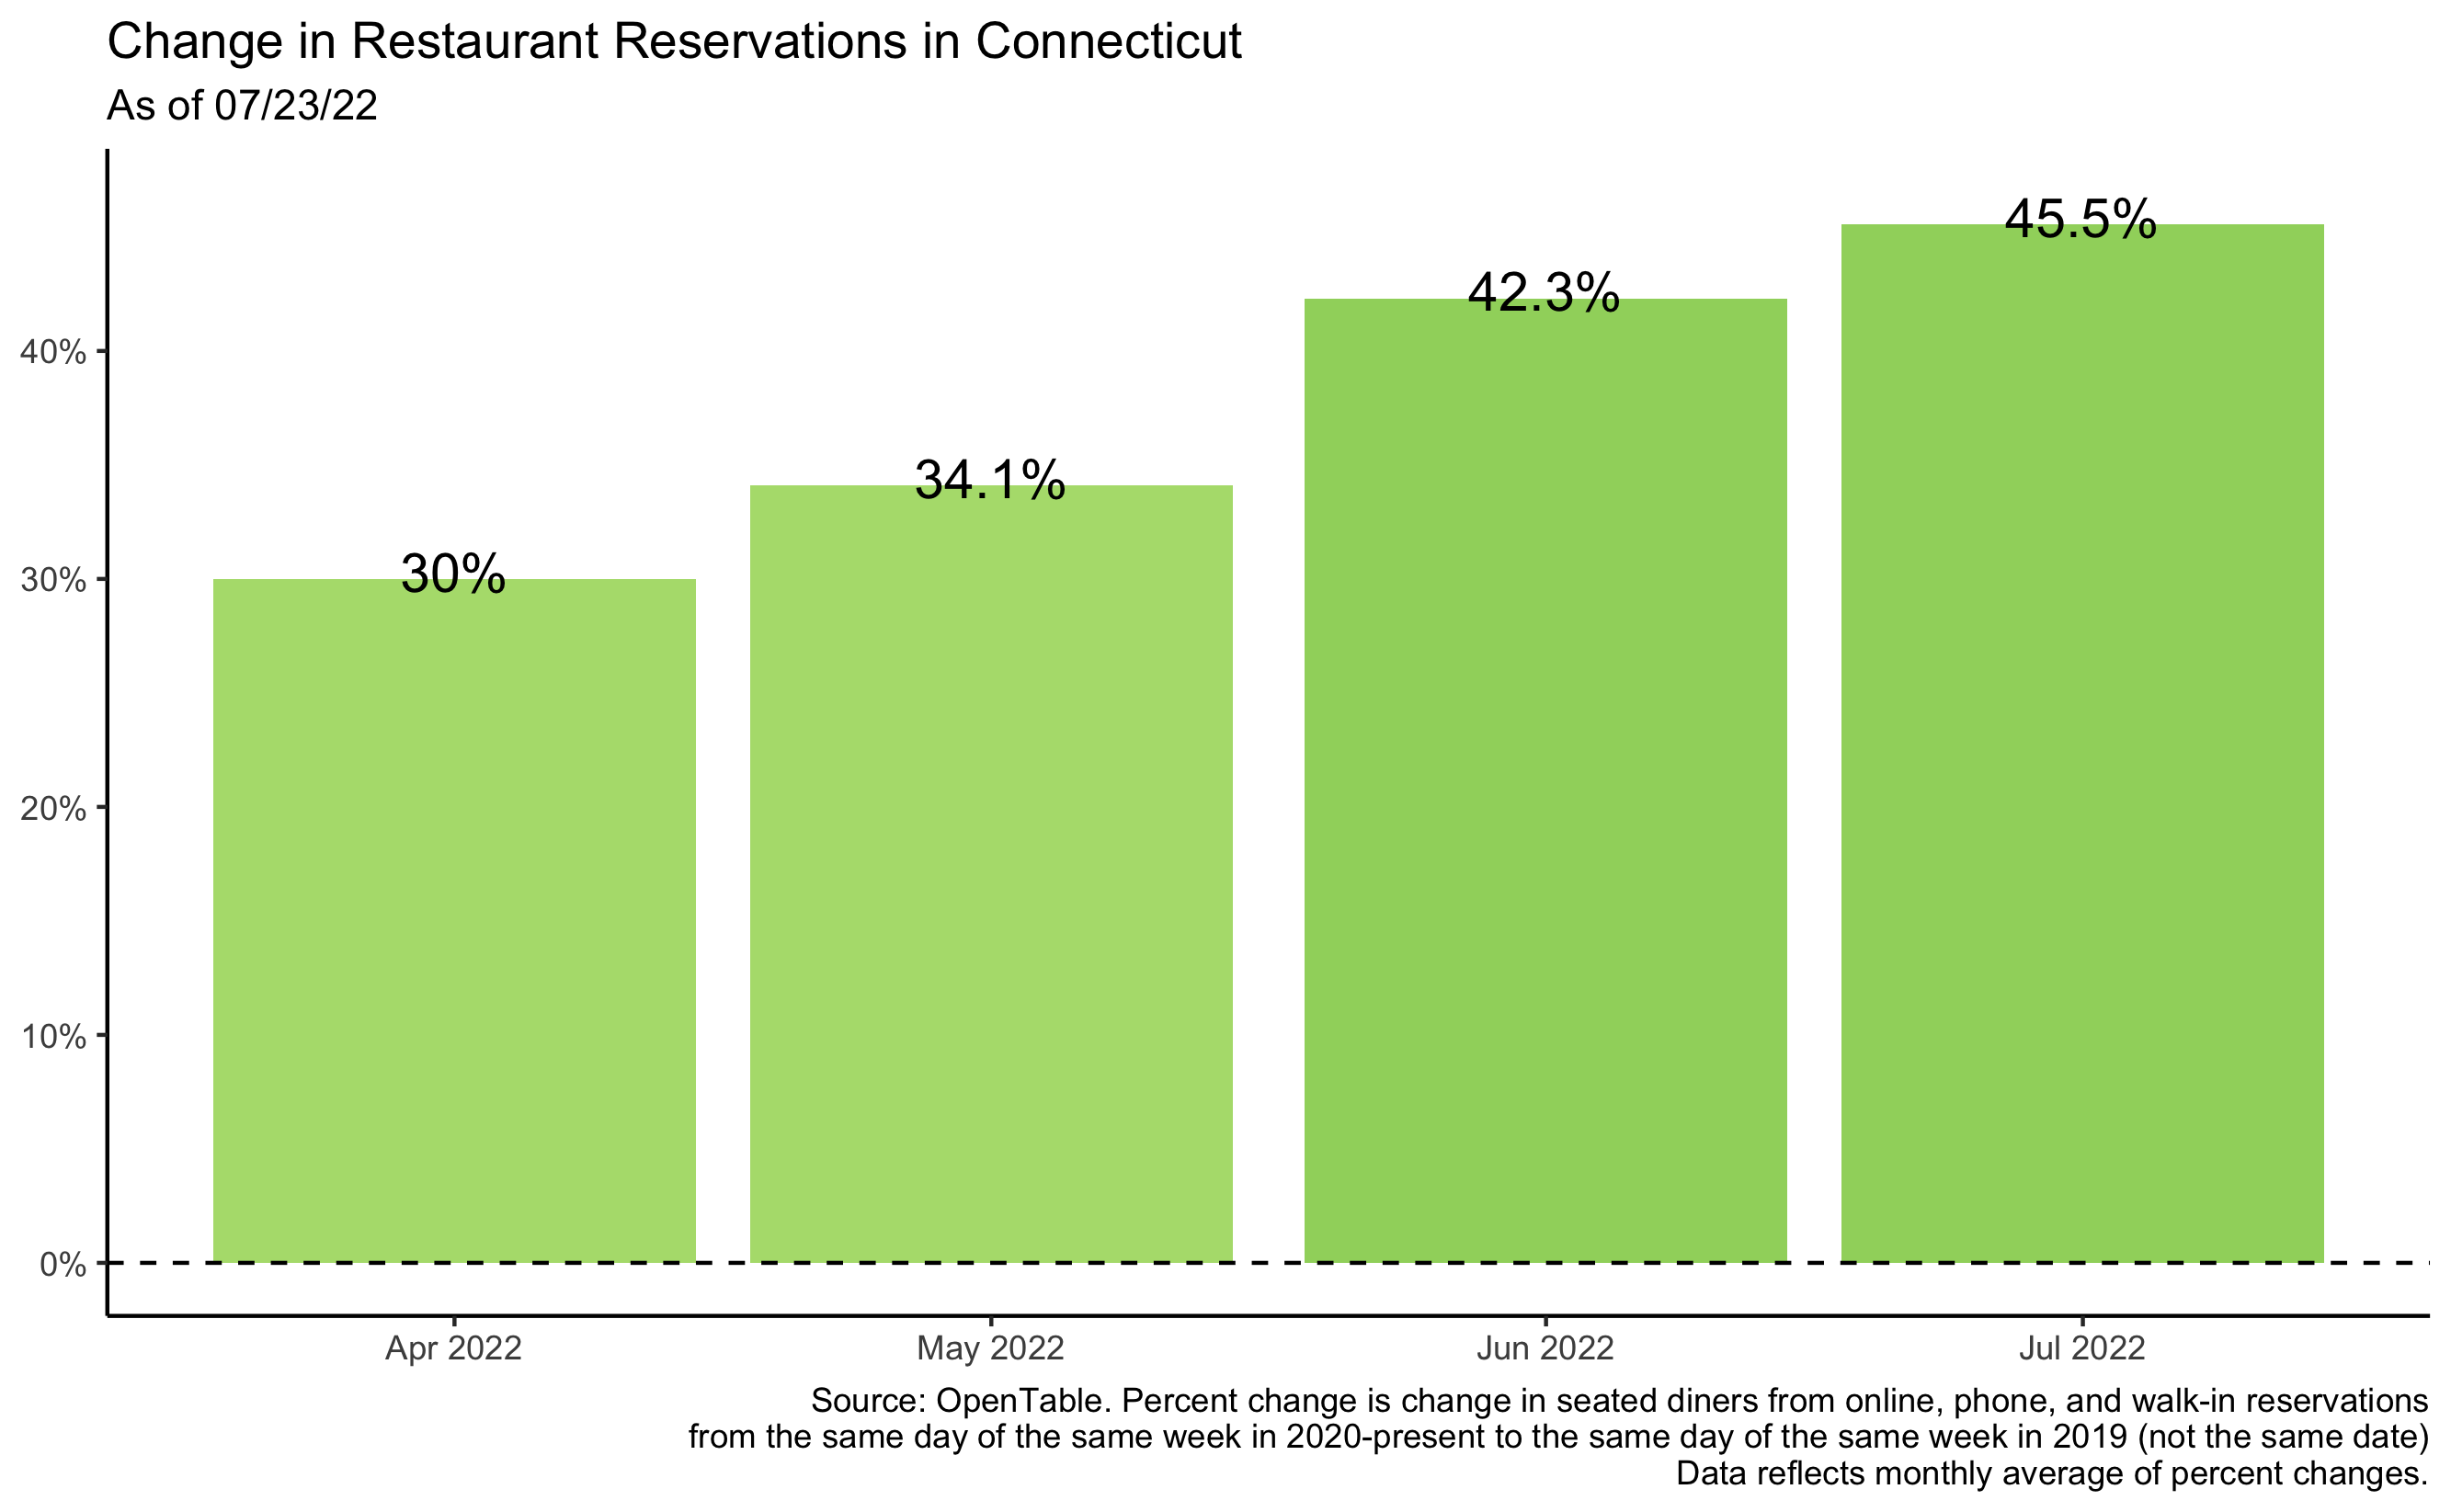 Change in Restaurant Reservations in Connecticut
As of 07/23/22
45.5%
42.3%
40%
34.1%
30%
30%
20%
10%
0%
Apr 2022
May 2022
Jun 2022
Jul 2022
Source: OpenTable. Percent change is change in seated diners from online, phone, and walk-in reservations
from the same day of the same week in 2020-present to the same day of the same week in 2019 (not the same date)
Data reflects monthly average of percent changes.